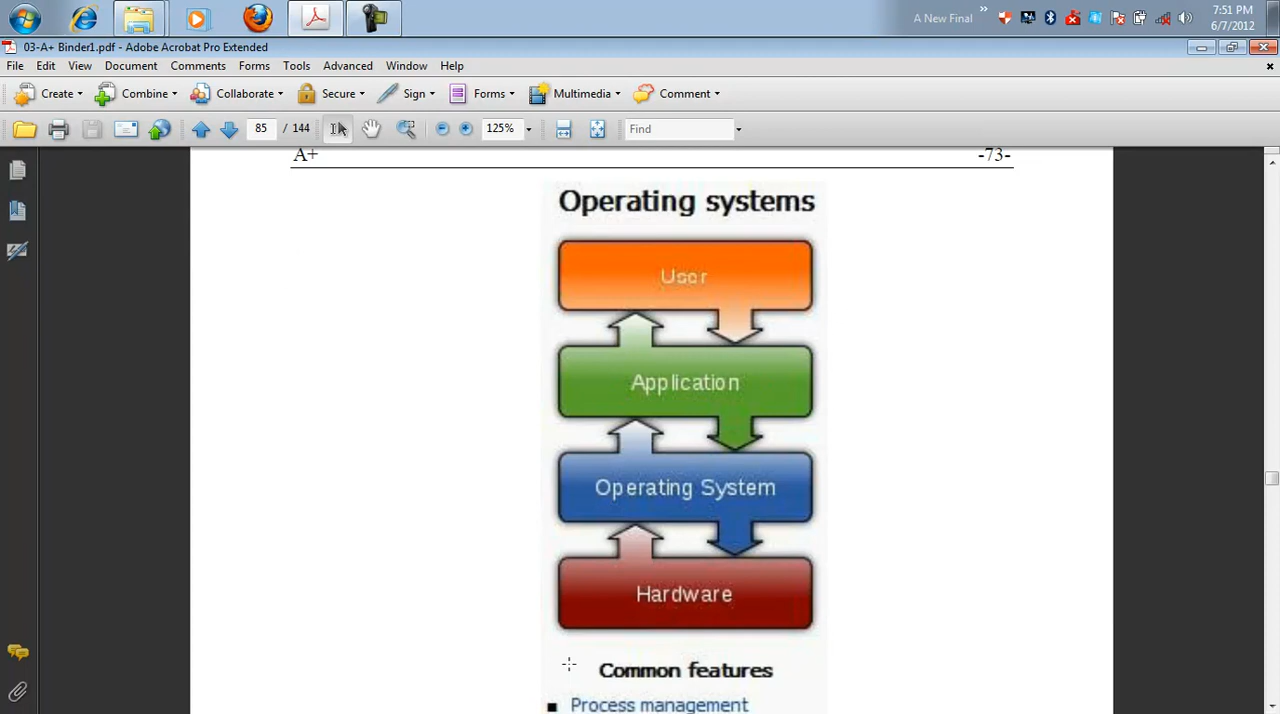 7:51 PM
A New Final
6/7/2012
03-A+ Binder1.pdf - Adobe Acrobat Pro Extended
File Edit View Document Comments Forms Tools Advanced Window Help
Create Combine Collaborate Secure Sign Forms Multimedia Comment
85 / 144 125% Find
A+ -73-
Operating systems
User
Application
Operating System
Hardware
Common features
Process management